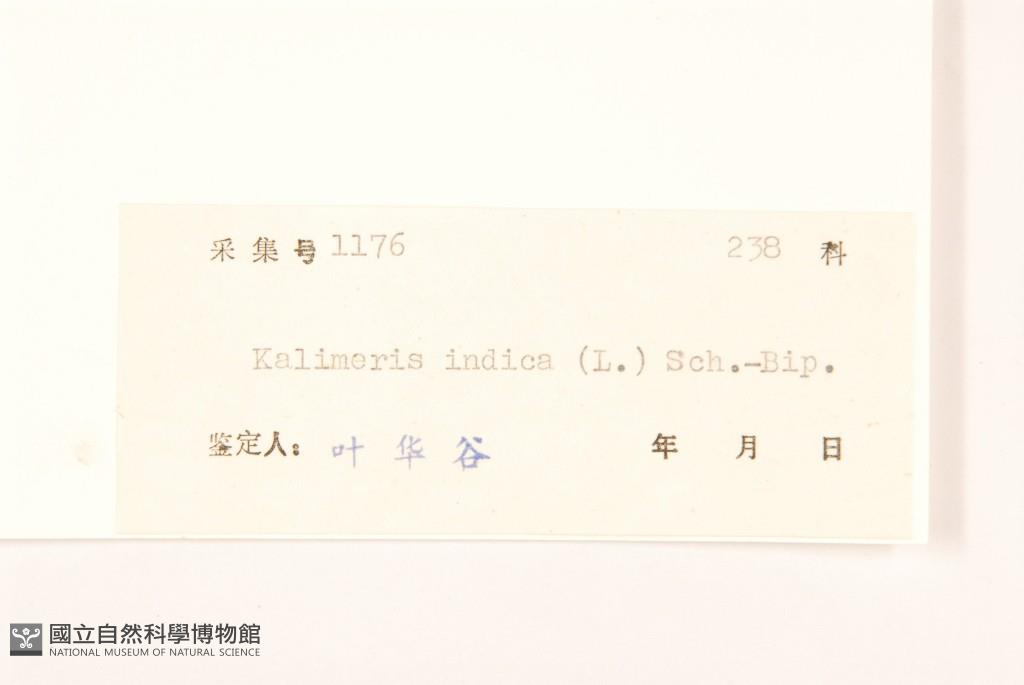 采集号 1176 238 科
Kalimeris indica (L.) Sch.-Bip.
鉴定人: 叶华谷 年 月 日
國立自然科學博物館
NATIONAL MUSEUM OF NATURAL SCIENCE